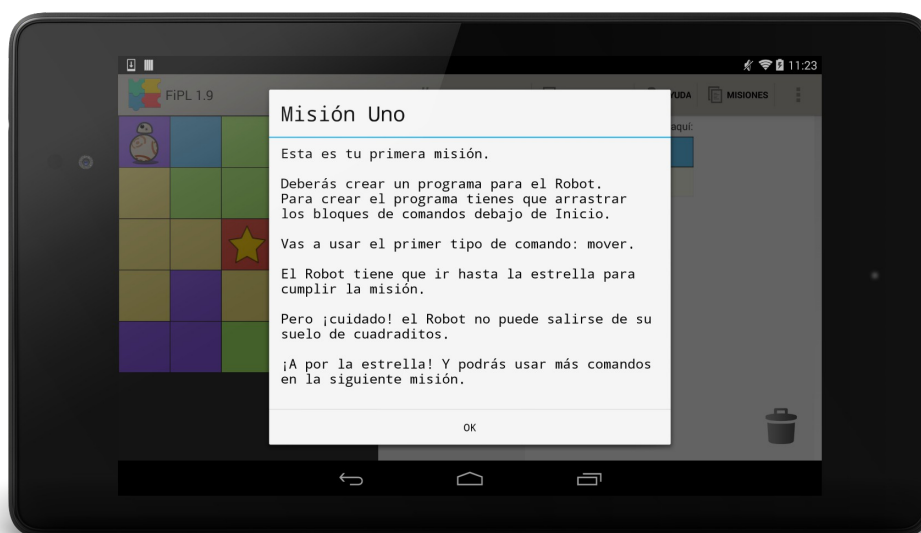 11:23
FiPL 1.9
YUDA
MISIONES
aquí:
Misión Uno
Esta es tu primera misión.
Deberás crear un programa para el Robot.
Para crear el programa tienes que arrastrar
los bloques de comandos debajo de Inicio.
Vas a usar el primer tipo de comando: mover.
El Robot tiene que ir hasta la estrella para
cumplir la misión.
Pero ¡cuidado! el Robot no puede salirse de su
suelo de cuadraditos.
¡A por la estrella! Y podrás usar más comandos
en la siguiente misión.
OK